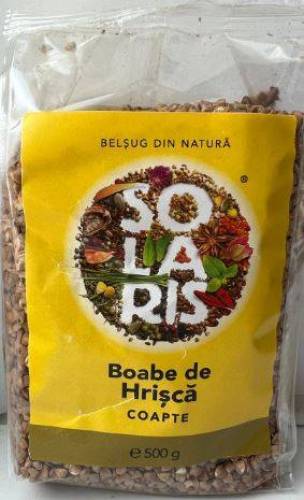 BELȘUG DIN NATURĂ
®
SO
LA
RIS
Boabe de
Hrișcă
COAPTE
℮ 500 g